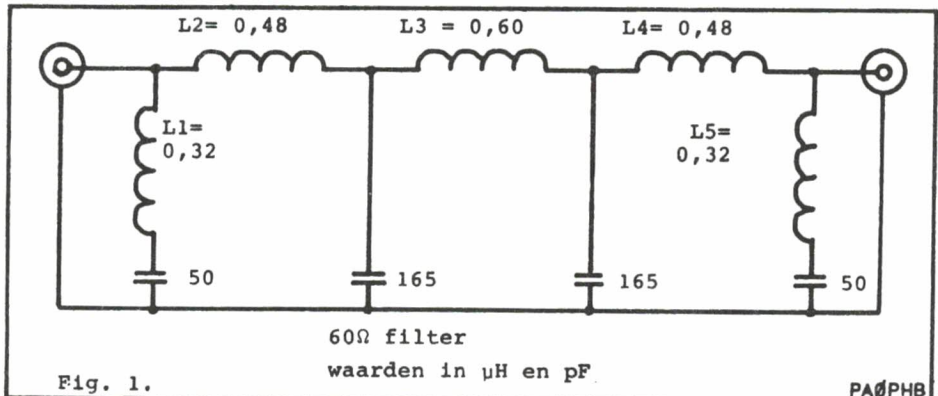 L2= 0,48
L3 = 0,60
L4= 0,48
L1=
0,32
L5=
0,32
50
165
165
50
60Ω filter
waarden in µH en pF
Fig. 1.
PAØPHB